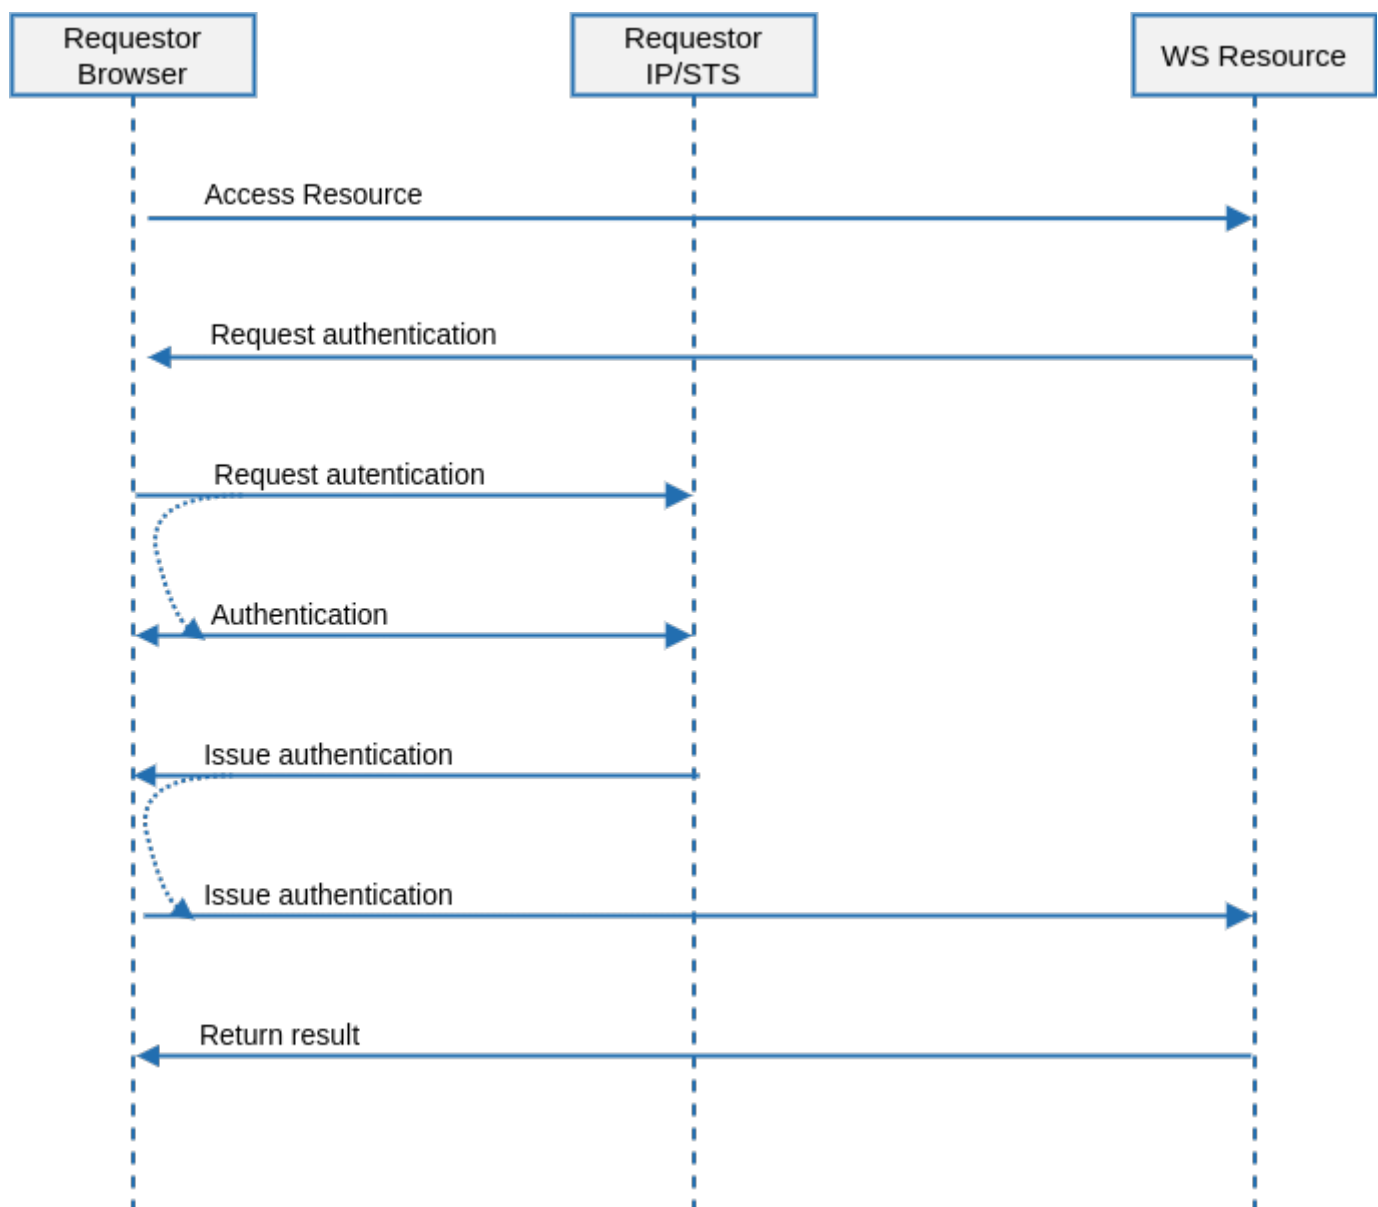 Requestor
Browser
Requestor
IP/STS
WS Resource
Access Resource
Request authentication
Request autentication
Authentication
Issue authentication
Issue authentication
Return result